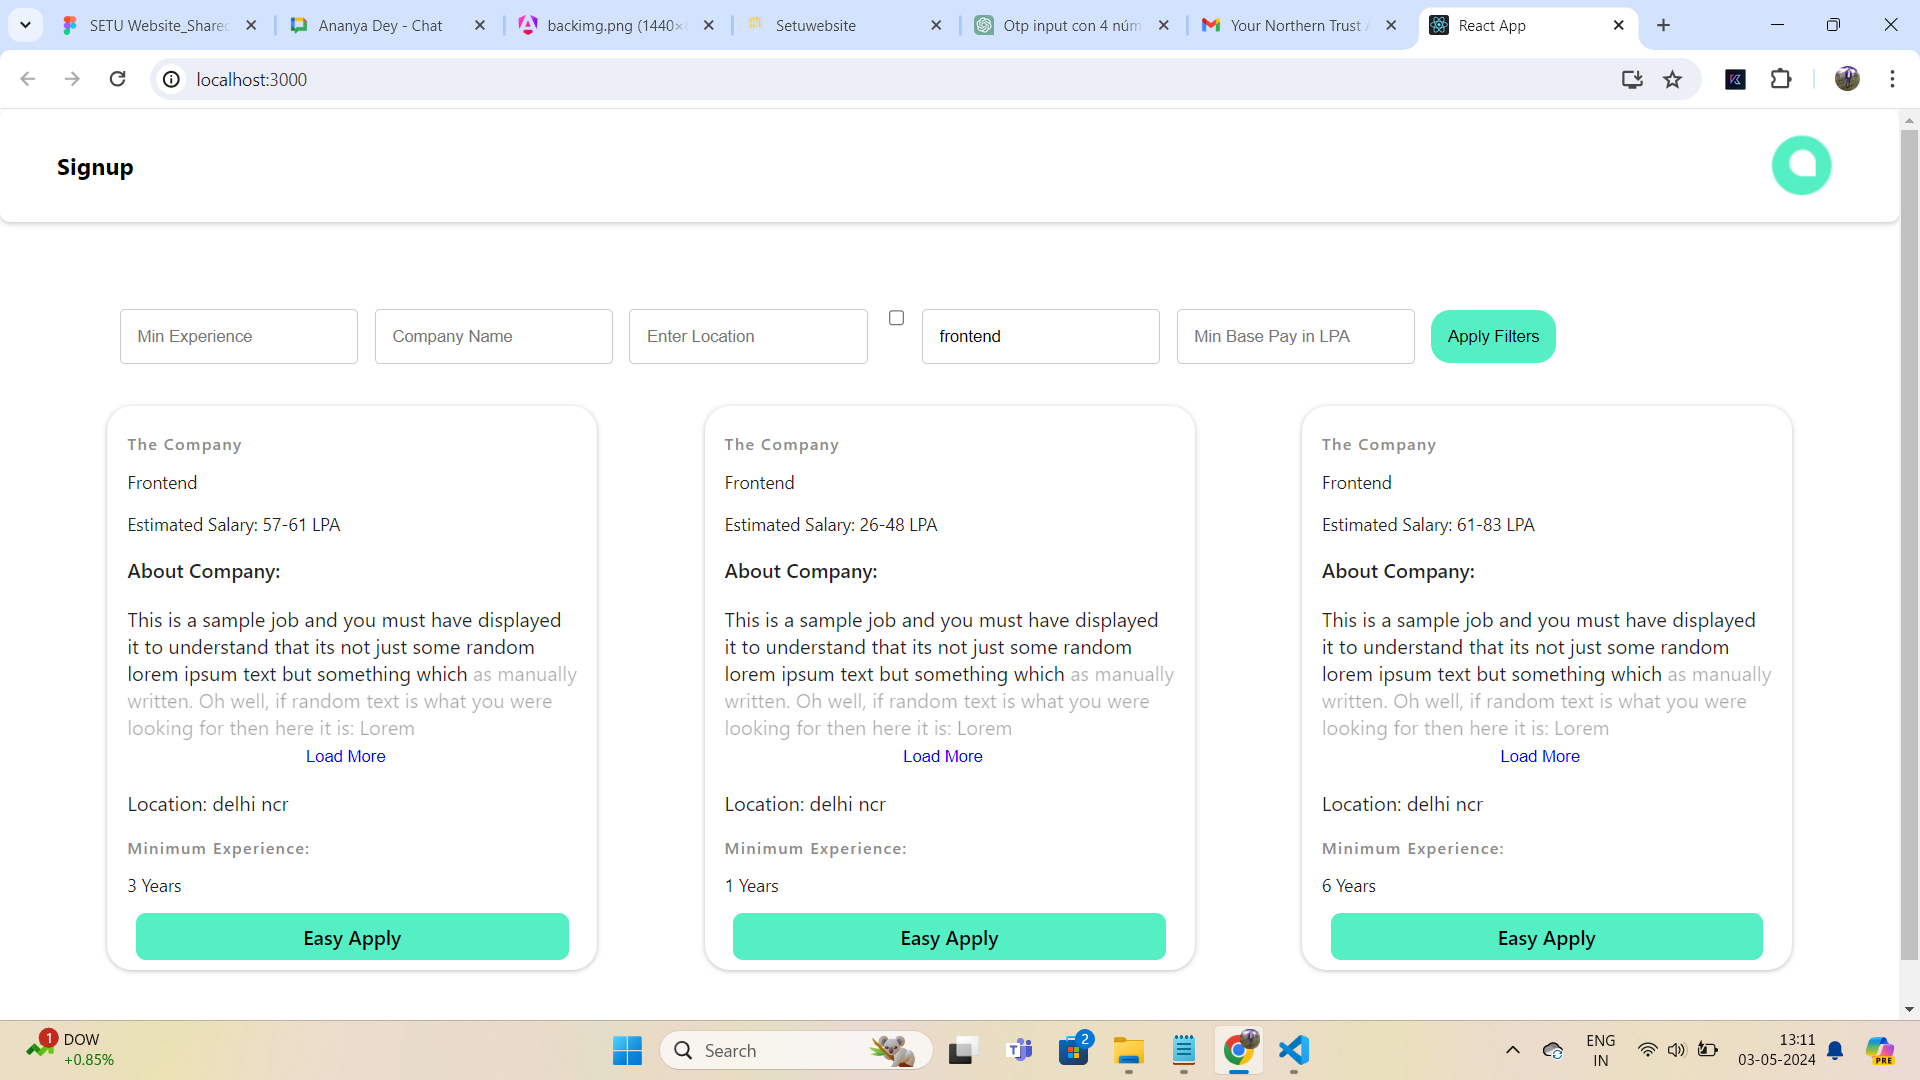 SETU Website_Shared
Ananya Dey - Chat
backimg.png (1440×
Setuwebsite
Otp input con 4 núm
Your Northern Trust A
React App
localhost:3000
Signup
Min Experience
Company Name
Enter Location
frontend
Min Base Pay in LPA
Apply Filters
The Company
Frontend
Estimated Salary: 57-61 LPA
About Company:
This is a sample job and you must have displayed
it to understand that its not just some random
lorem ipsum text but something which as manually
written. Oh well, if random text is what you were
looking for then here it is: Lorem
Load More
Location: delhi ncr
Minimum Experience:
3 Years
Easy Apply
The Company
Frontend
Estimated Salary: 26-48 LPA
About Company:
This is a sample job and you must have displayed
it to understand that its not just some random
lorem ipsum text but something which as manually
written. Oh well, if random text is what you were
looking for then here it is: Lorem
Load More
Location: delhi ncr
Minimum Experience:
1 Years
Easy Apply
The Company
Frontend
Estimated Salary: 61-83 LPA
About Company:
This is a sample job and you must have displayed
it to understand that its not just some random
lorem ipsum text but something which as manually
written. Oh well, if random text is what you were
looking for then here it is: Lorem
Load More
Location: delhi ncr
Minimum Experience:
6 Years
Easy Apply
1
DOW
+0.85%
Search
2
ENG
IN
13:11
03-05-2024
PRE